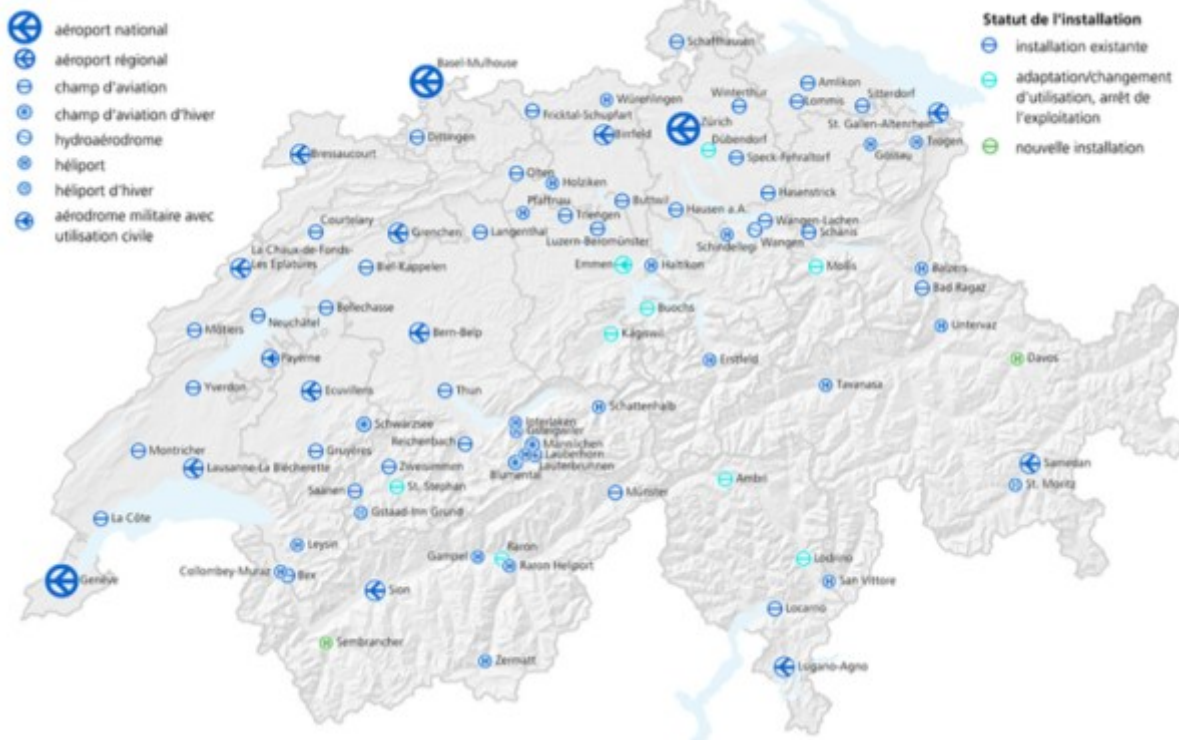 aéroport national
aéroport régional
champ d'aviation
champ d'aviation d'hiver
hydroaérodrome
héliport
héliport d'hiver
aérodrome militaire avec
utilisation civile
Statut de l'installation
installation existante
adaptation/changement
d'utilisation, arrêt de
l'exploitation
nouvelle installation
Schaffhausen
Basel-Mulhouse
Amlikon
Würenlingen
Winterthur
Sitterdorf
Lommis
Fricktal-Schupfart
Zürich
St. Gallen-Altenrhein
Dittingen
Birrfeld
Dübendorf
Trogen
Gossau
Bressaucourt
Speck-Fehraltorf
Olten
Holziken
Hasenstrick
Buttwil
Pfaffnau
Triengen
Hausen a.A.
Wangen-Lachen
Courtelary
Grenchen
Langenthal
Luzern-Beromünster
Schindellegi
Wangen
Schänis
La Chaux-de-Fonds-
Les Eplatures
Biel-Kappelen
Emmen
Haltikon
Mollis
Balzers
Bad Ragaz
Bellechasse
Buochs
Neuchâtel
Môtiers
Bern-Belp
Kägiswil
Untervaz
Payerne
Erstfeld
Davos
Yverdon
Ecuvillens
Thun
Tavanasa
Schattenhalb
Schwarzsee
Interlaken
Gsteigwiler
Reichenbach
Männlichen
Montricher
Gruyères
Lauberhorn
Lausanne-La Blécherette
Zweisimmen
Lauterbrunnen
Samedan
Blumental
St. Stephan
Ambri
St. Moritz
Saanen
Münster
Gstaad-Inn Grund
La Côte
Leysin
Raron
Gampel
Raron Heliport
Lodrino
Collombey-Muraz
Bex
Genève
San Vittore
Sion
Locarno
Sembrancher
Zermatt
Lugano-Agno